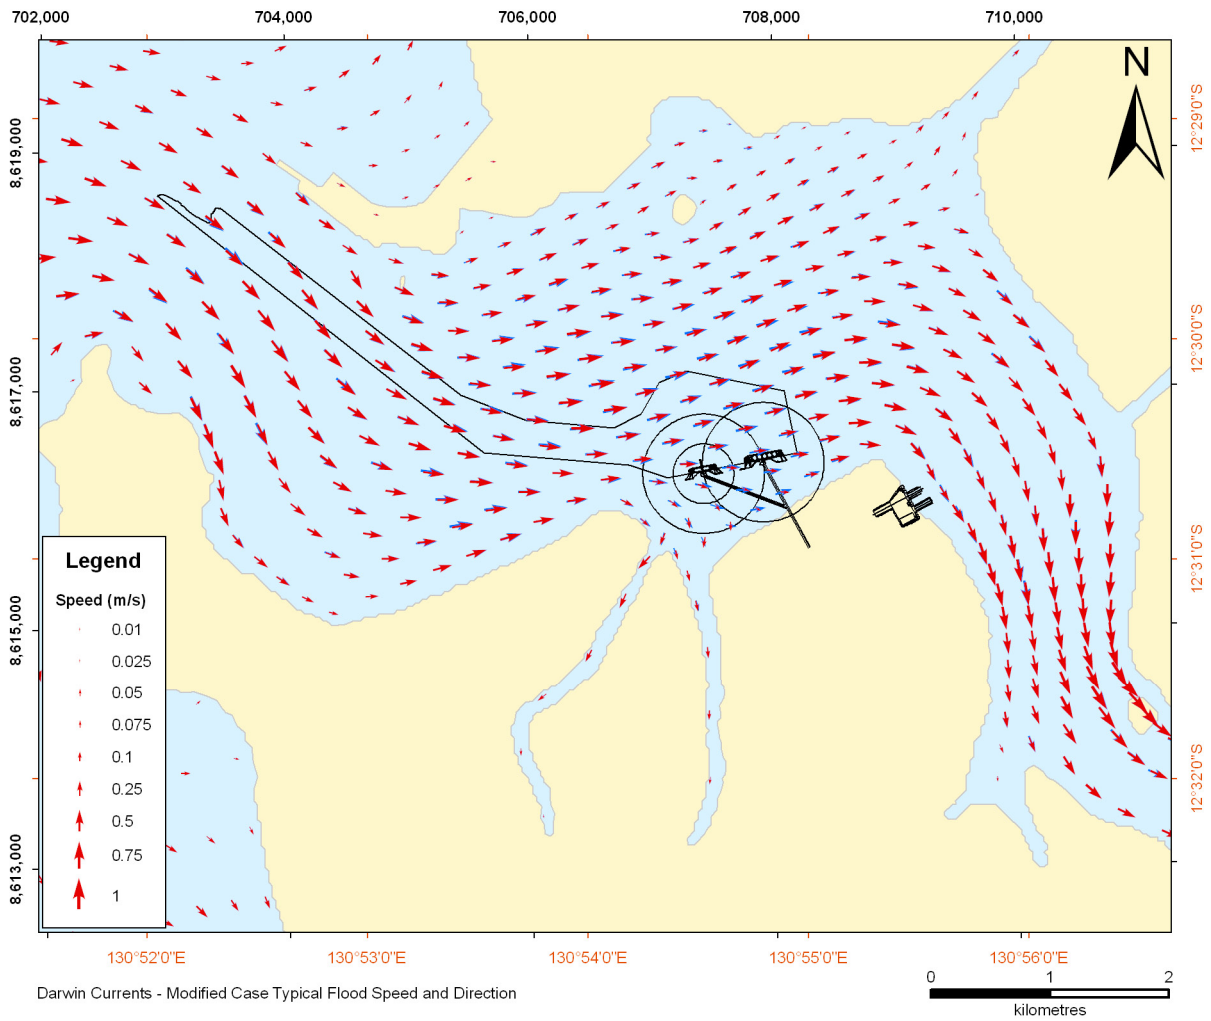 702,000 704,000 706,000 708,000 710,000
N
8,619,000
8,617,000
8,615,000
8,613,000
12°29'0"S
12°30'0"S
12°31'0"S
12°32'0"S
Legend
Speed (m/s)
0.01
0.025
0.05
0.075
0.1
0.25
0.5
0.75
1
130°52'0"E 130°53'0"E 130°54'0"E 130°55'0"E 130°56'0"E
0 1 2
kilometres
Darwin Currents - Modified Case Typical Flood Speed and Direction